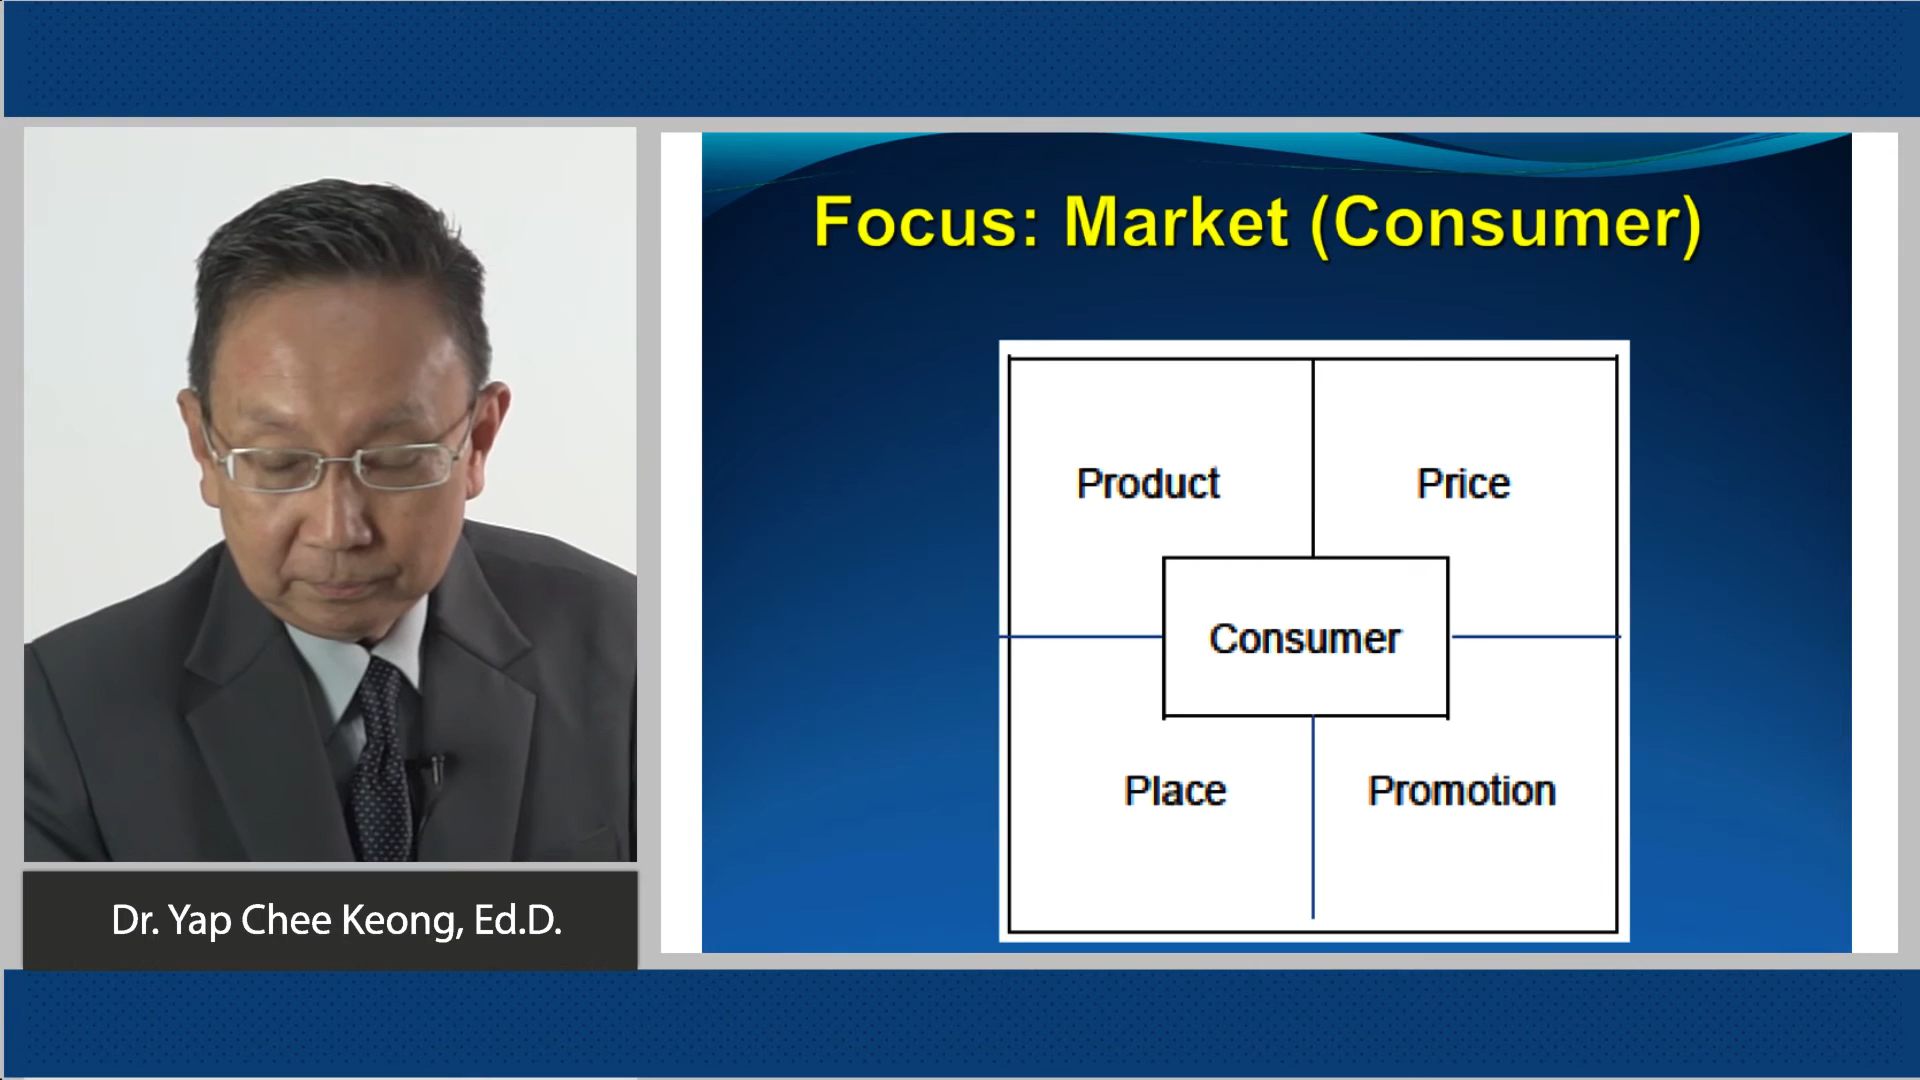 Focus: Market (Consumer)
Product
Price
Consumer
Place
Promotion
Dr. Yap Chee Keong, Ed.D.